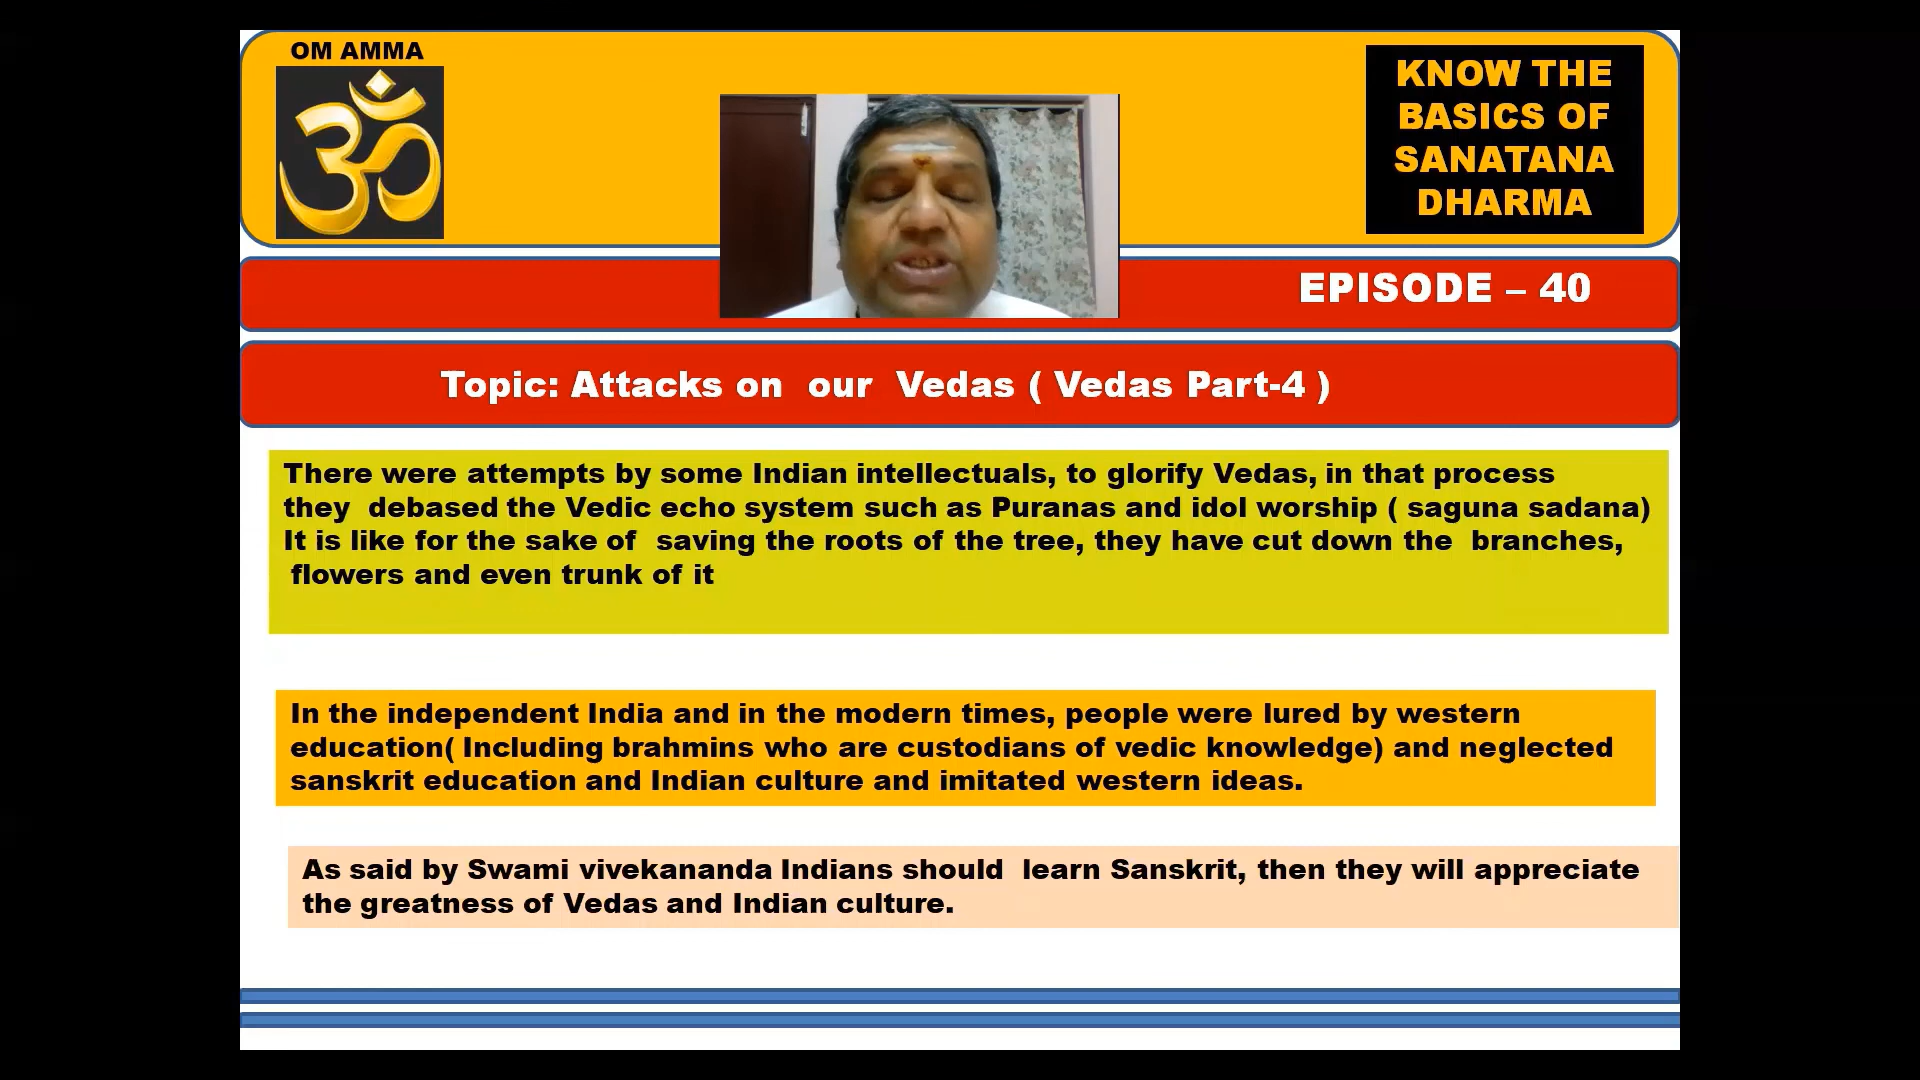 OM AMMA
ॐ
KNOW THE
BASICS OF
SANATANA
DHARMA
EPISODE – 40
Topic: Attacks on our Vedas ( Vedas Part-4 )
There were attempts by some Indian intellectuals, to glorify Vedas, in that process
they debased the Vedic echo system such as Puranas and idol worship ( saguna sadana)
It is like for the sake of saving the roots of the tree, they have cut down the branches,
flowers and even trunk of it
In the independent India and in the modern times, people were lured by western
education( Including brahmins who are custodians of vedic knowledge) and neglected
sanskrit education and Indian culture and imitated western ideas.
As said by Swami vivekananda Indians should learn Sanskrit, then they will appreciate
the greatness of Vedas and Indian culture.